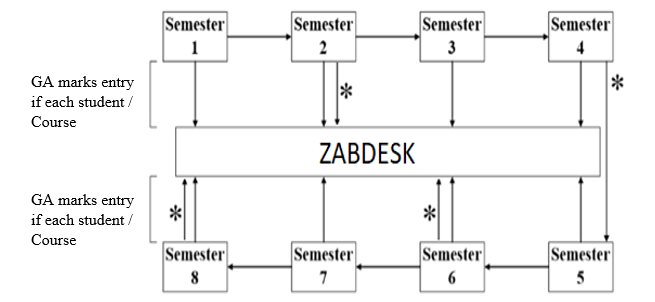 Semester
1
Semester
2
Semester
3
Semester
4
GA marks entry
if each student /
Course
*
*
ZABDESK
GA marks entry
if each student /
Course
*
*
Semester
8
Semester
7
Semester
6
Semester
5